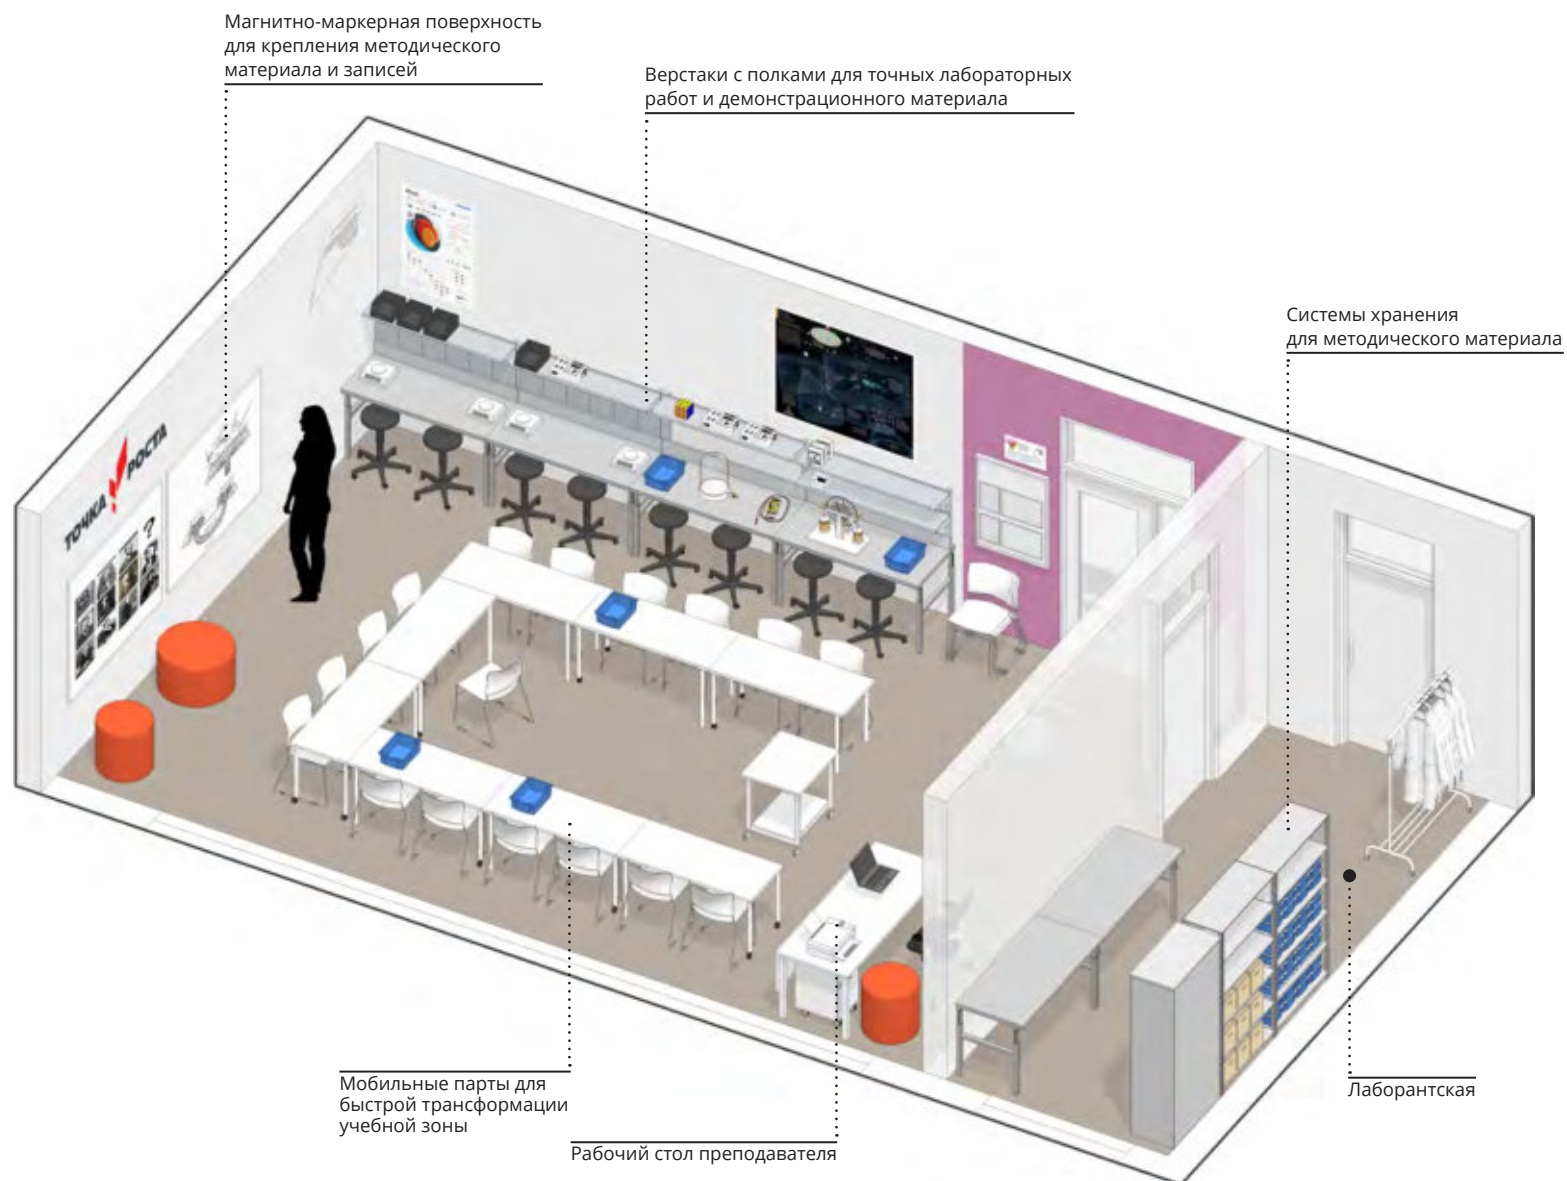 Магнитно-маркерная поверхность
для крепления методического
материала и записей
Верстаки с полками для точных лабораторных
работ и демонстрационного материала
Системы хранения
для методического материала
ТОЧКА РОСТА
?
Мобильные парты для
быстрой трансформации
учебной зоны
Рабочий стол преподавателя
Лаборантская